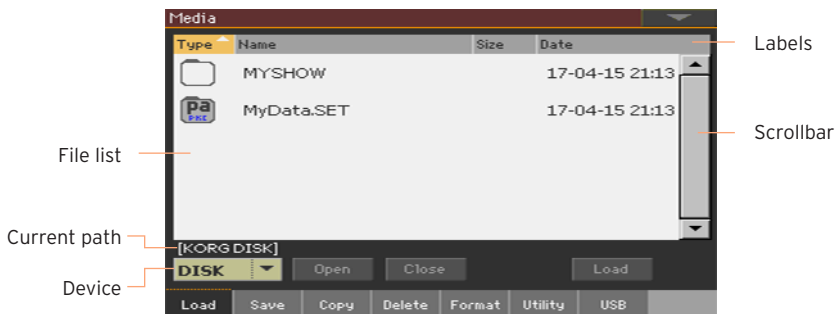 Media
Type Name Size Date
Labels
MYSHOW 17-04-15 21:13
pa
PKG
MyData.SET 17-04-15 21:13
Scrollbar
File list
Current path
[KORG DISK]
Device
DISK Open Close Load
Load Save Copy Delete Format Utility USB